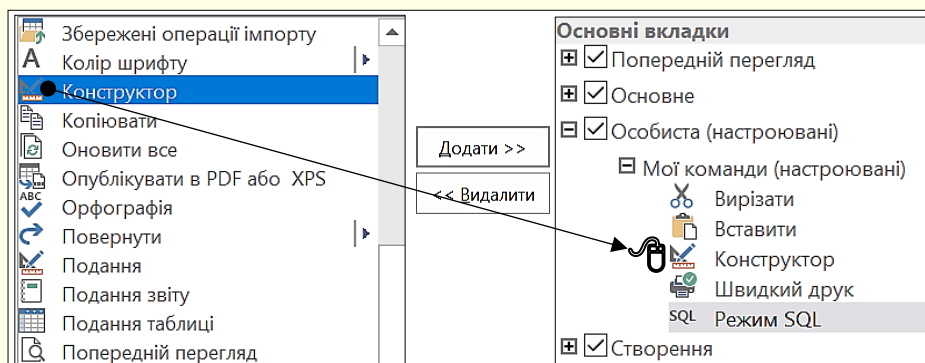 Збережені операції імпорту
A Колір шрифту
Конструктор
Копіювати
Оновити все
Опублікувати в PDF або XPS
ABC
Орфографія
Повернути
Подання
Подання звіту
Подання таблиці
Попередній перегляд
Додати >>
<< Видалити
Основні вкладки
Попередній перегляд
Основне
Особиста (настроювані)
Мої команди (настроювані)
Вирізати
Вставити
Конструктор
Швидкий друк
SQL Режим SQL
Створення